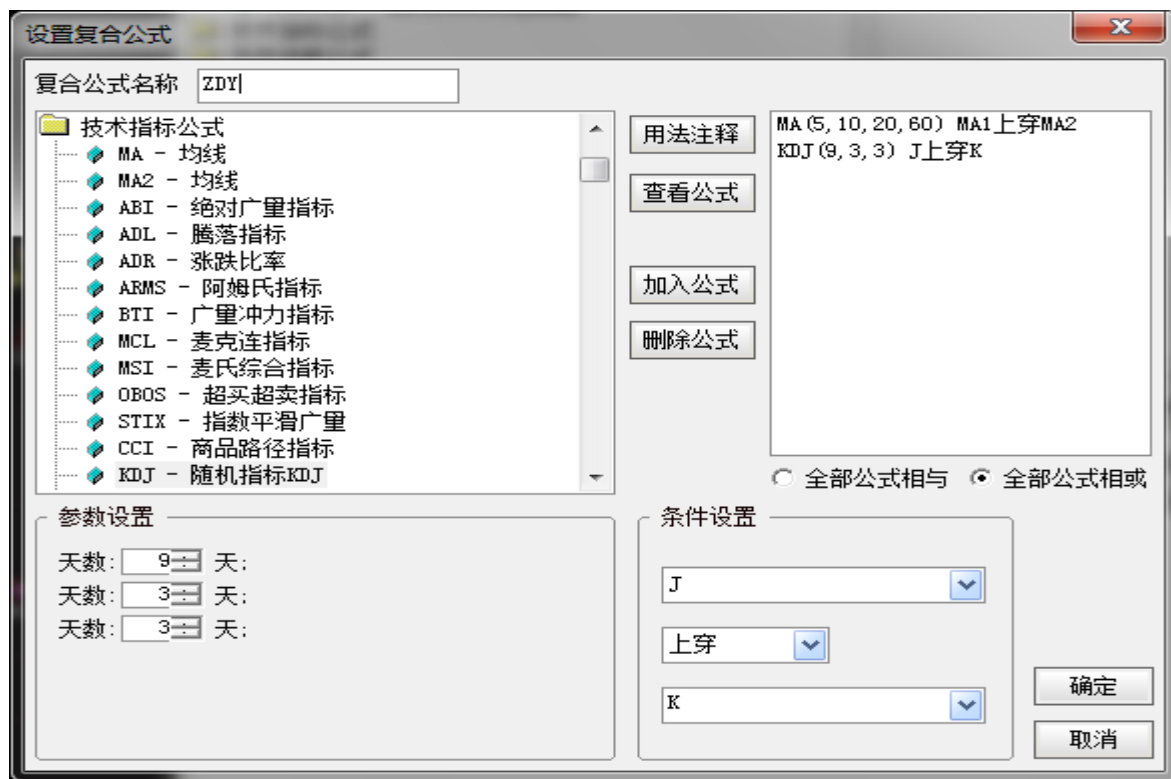 设置复合公式
复合公式名称 ZDY
技术指标公式
MA - 均线
MA2 - 均线
ABI - 绝对广量指标
ADL - 腾落指标
ADR - 涨跌比率
ARMS - 阿姆氏指标
BTI - 广量冲力指标
MCL - 麦克连指标
MSI - 麦氏综合指标
OBOS - 超买超卖指标
STIX - 指数平滑广量
CCI - 商品路径指标
KDJ - 随机指标KDJ
用法注释
查看公式
加入公式
删除公式
MA(5,10,20,60) MA1上穿MA2
KDJ(9,3,3) J上穿K
全部公式相与 全部公式相或
参数设置
天数: 9 天;
天数: 3 天;
天数: 3 天;
条件设置
J
上穿
K
确定
取消